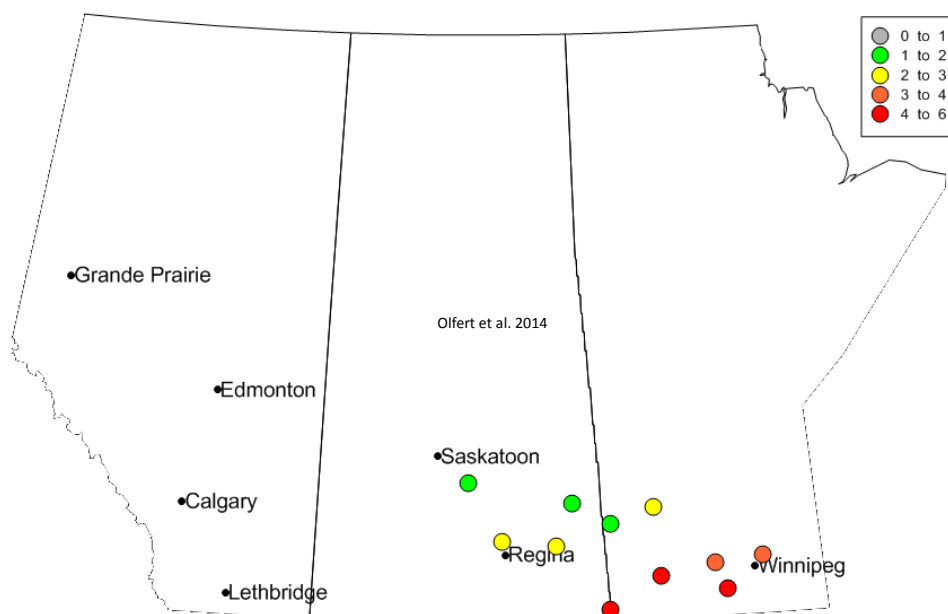 0 to 1
1 to 2
2 to 3
3 to 4
4 to 6
Grande Prairie
Olfert et al. 2014
Edmonton
Saskatoon
Calgary
Regina
Winnipeg
Lethbridge